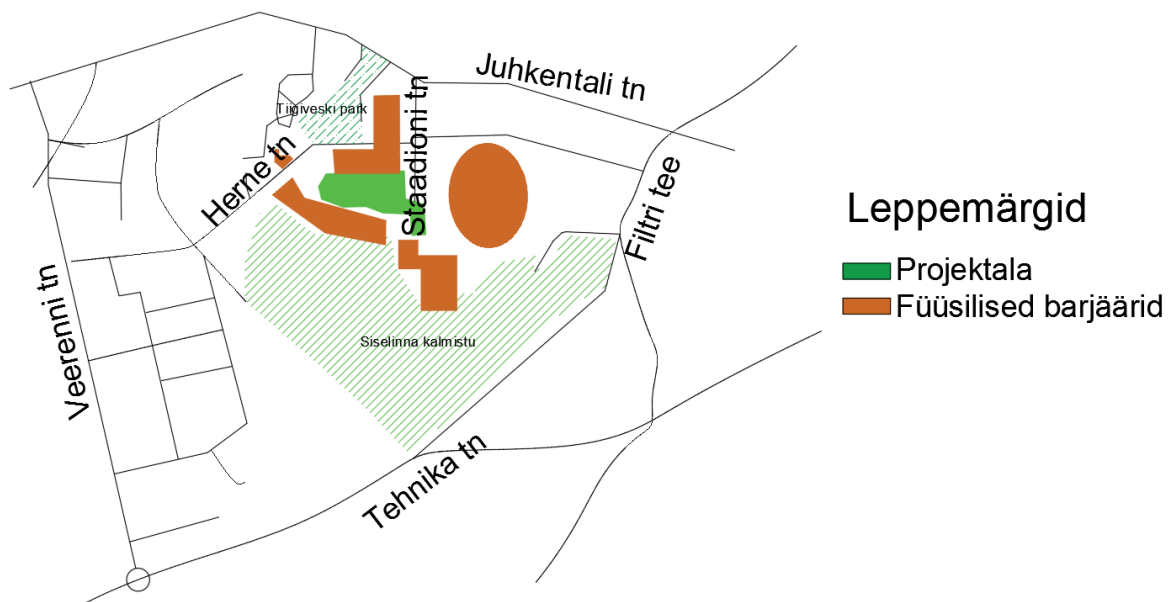 Juhkentali tn
Tiigiveski park
Staadioni tn
Herne tn
Filtri tee
Veerenni tn
Siselinna kalmistu
Tehnika tn
Leppemärgid
Projektala
Füüsilised barjäärid